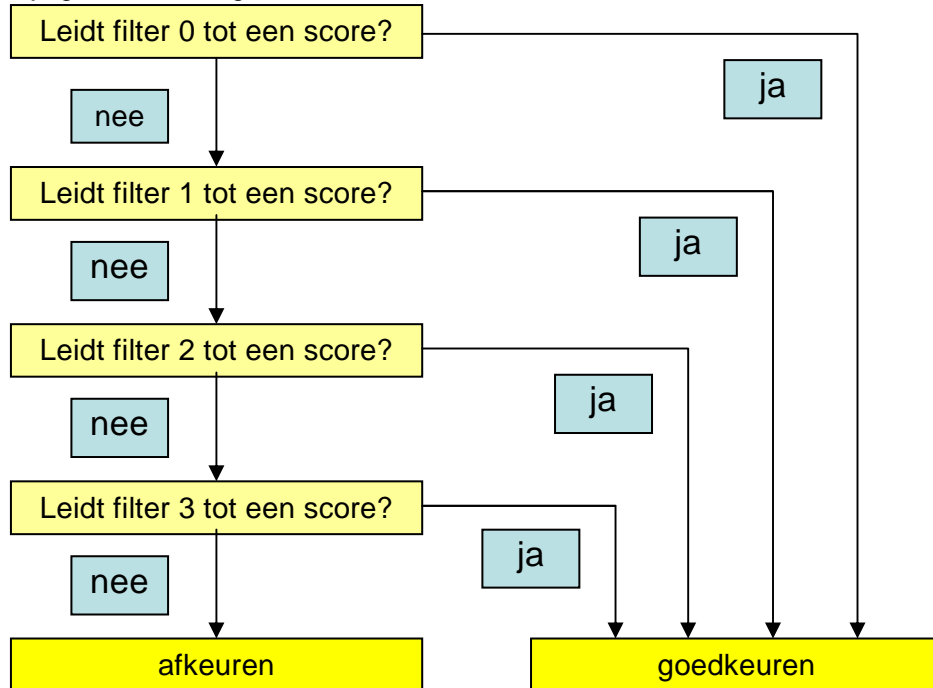 Leidt filter 0 tot een score?
ja
nee
Leidt filter 1 tot een score?
ja
nee
Leidt filter 2 tot een score?
ja
nee
Leidt filter 3 tot een score?
ja
nee
afkeuren
goedkeuren